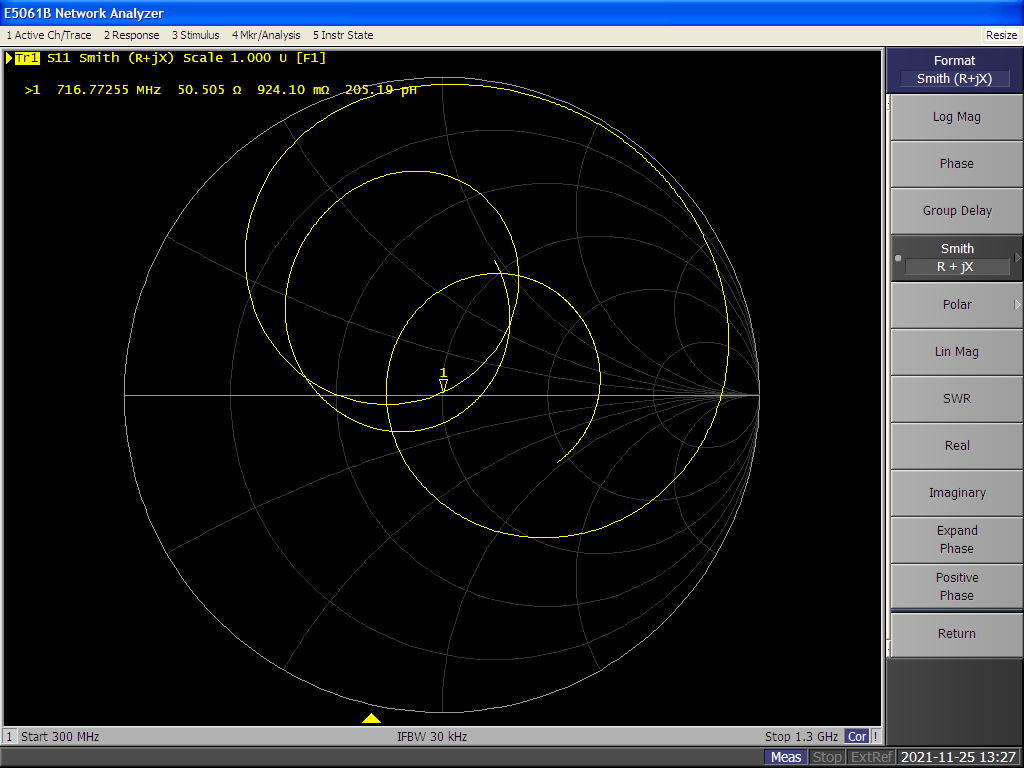 E5061B Network Analyzer
1 Active Ch/Trace 2 Response 3 Stimulus 4 Mkr/Analysis 5 Instr State Resize
Tr1 S11 Smith (R+jX) Scale 1.000 U [F1]
>1 716.77255 MHz 50.505 Ω 924.10 mΩ 205.19 pH
1
Format
Smith (R+jX)
Log Mag
Phase
Group Delay
Smith
R + jX
Polar
Lin Mag
SWR
Real
Imaginary
Expand
Phase
Positive
Phase
Return
1 Start 300 MHz IFBW 30 kHz Stop 1.3 GHz Cor !
Meas Stop ExtRef 2021-11-25 13:27